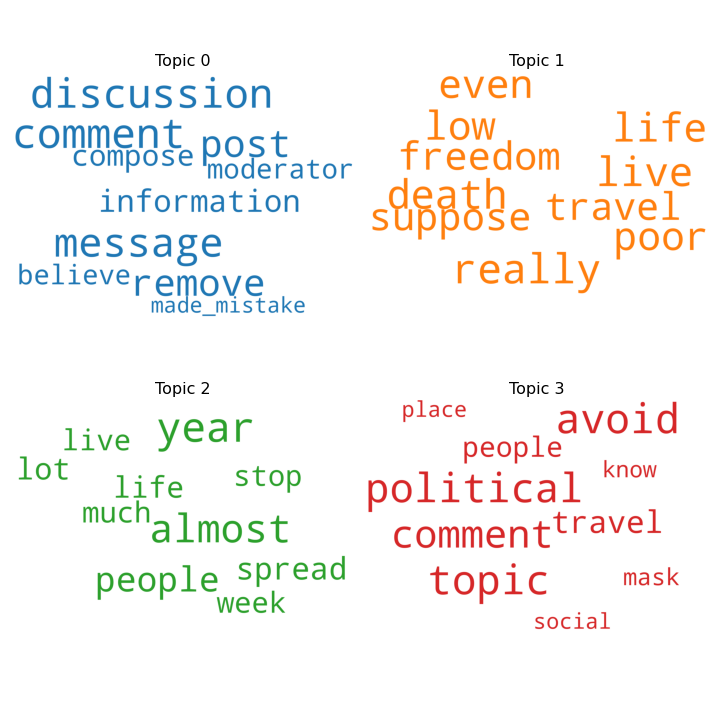 Topic 0
discussion
comment
compose post
moderator
information
message
believe remove
made_mistake
Topic 1
even
low life
freedom
death live
suppose travel
poor
really
Topic 2
year
live
lot stop
life
much almost
people spread
week
Topic 3
place avoid
people
know
political
comment travel
topic mask
social